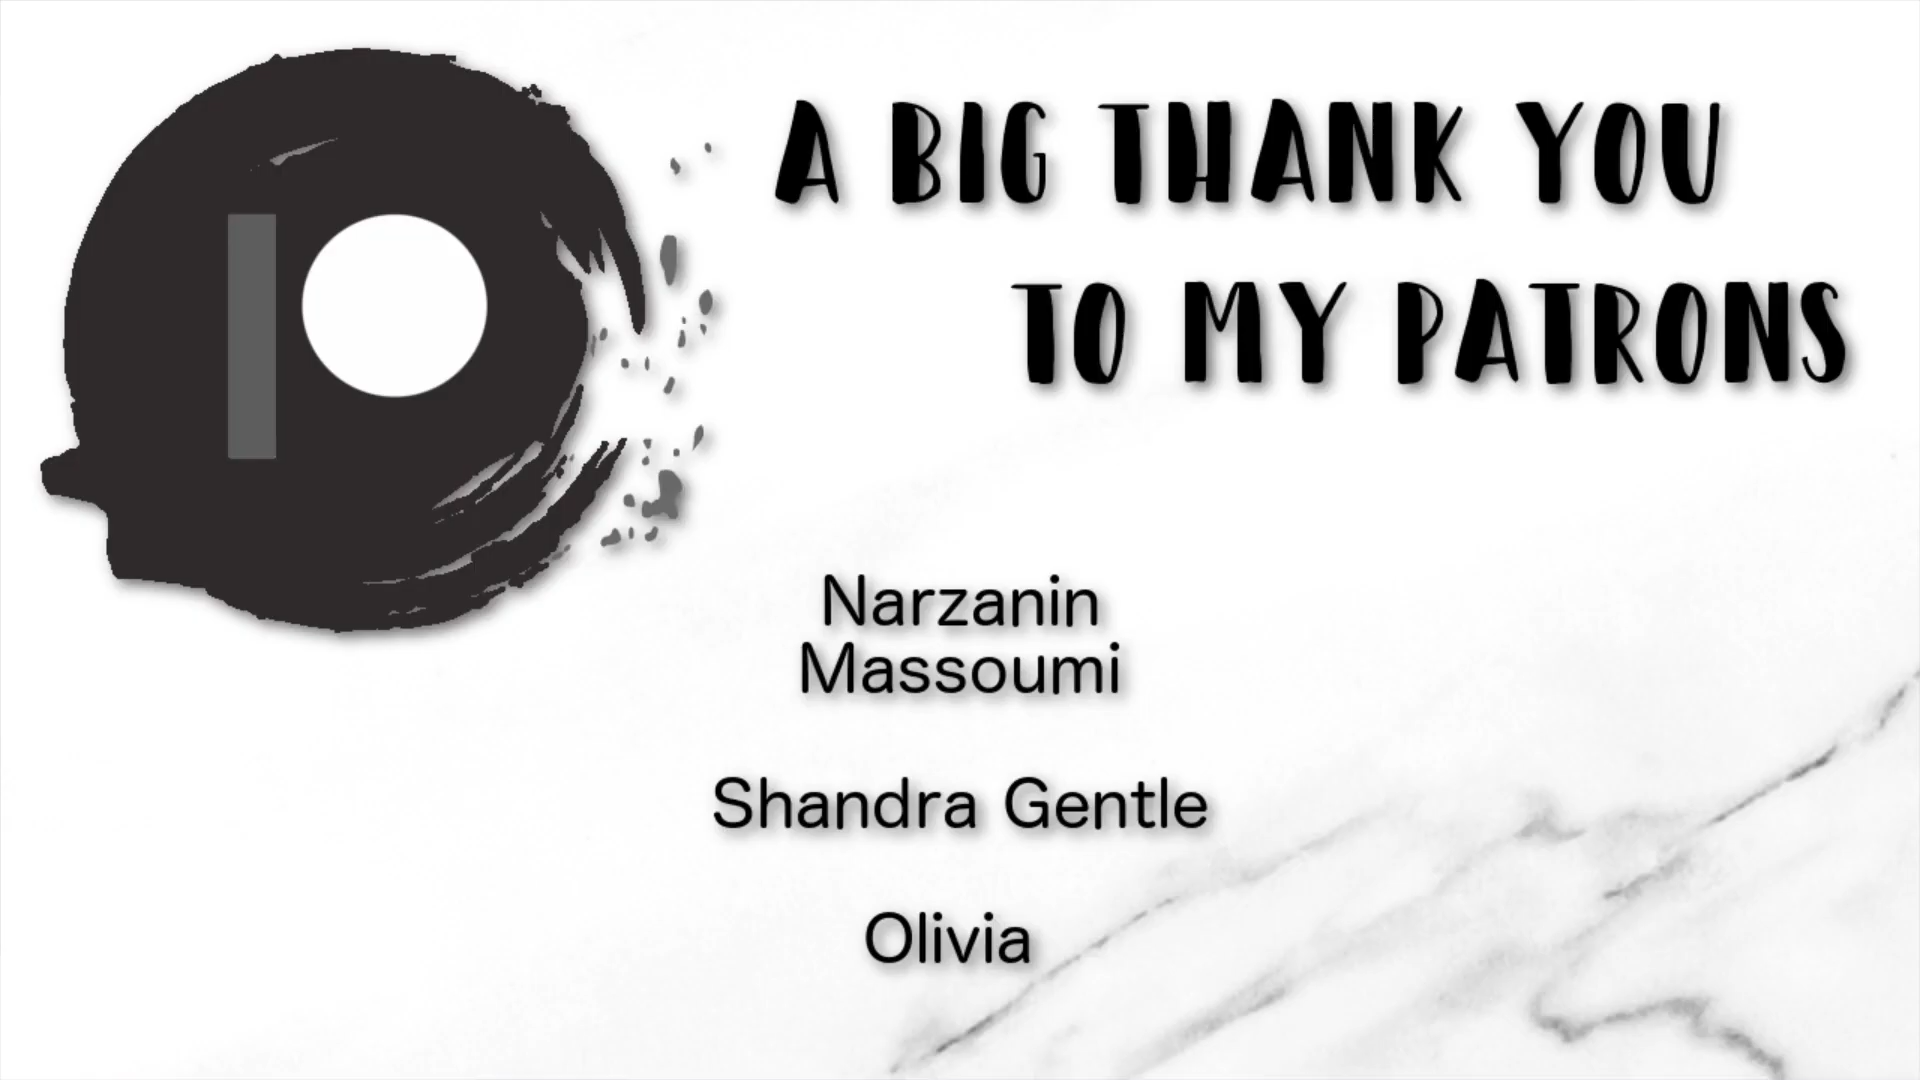 A BIG THANK YOU
TO MY PATRONS
Narzanin
Massoumi
Shandra Gentle
Olivia